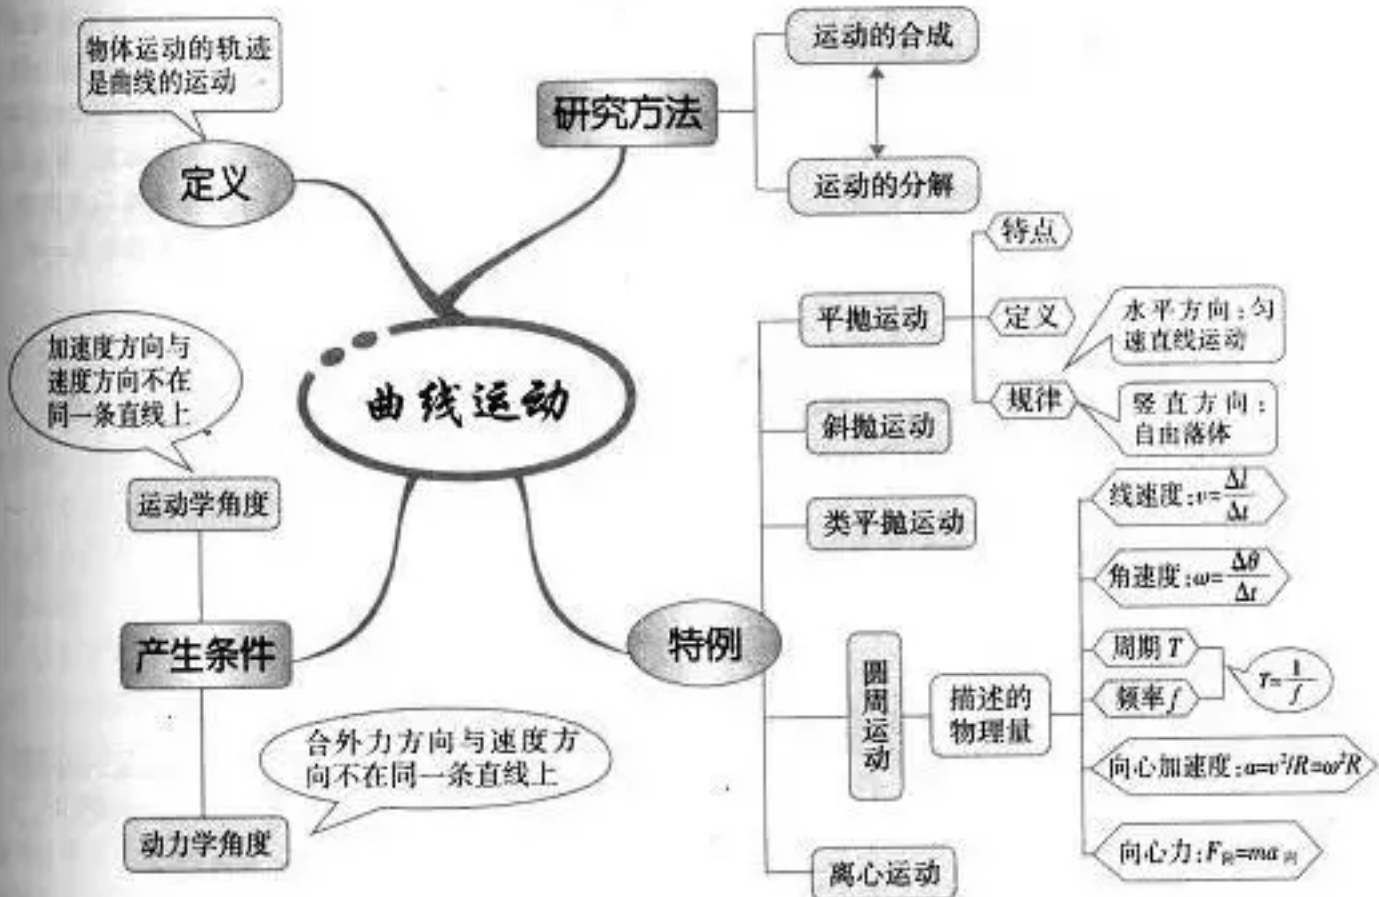 物体运动的轨迹
是曲线的运动
定义
研究方法
运动的合成
运动的分解
曲线运动
加速度方向与
速度方向不在
同一条直线上
运动学角度
产生条件
动力学角度
合外力方向与速度方
向不在同一条直线上
特例
平抛运动
特点
定义
规律
水平方向:匀
速直线运动
竖直方向:
自由落体
斜抛运动
类平抛运动
圆周运动
描述的
物理量
线速度:v=Δl/Δt
角速度:ω=Δθ/Δt
周期 T
频率 f
T=1/f
向心加速度:a=v²/R=ω²R
向心力:F向=ma向
离心运动